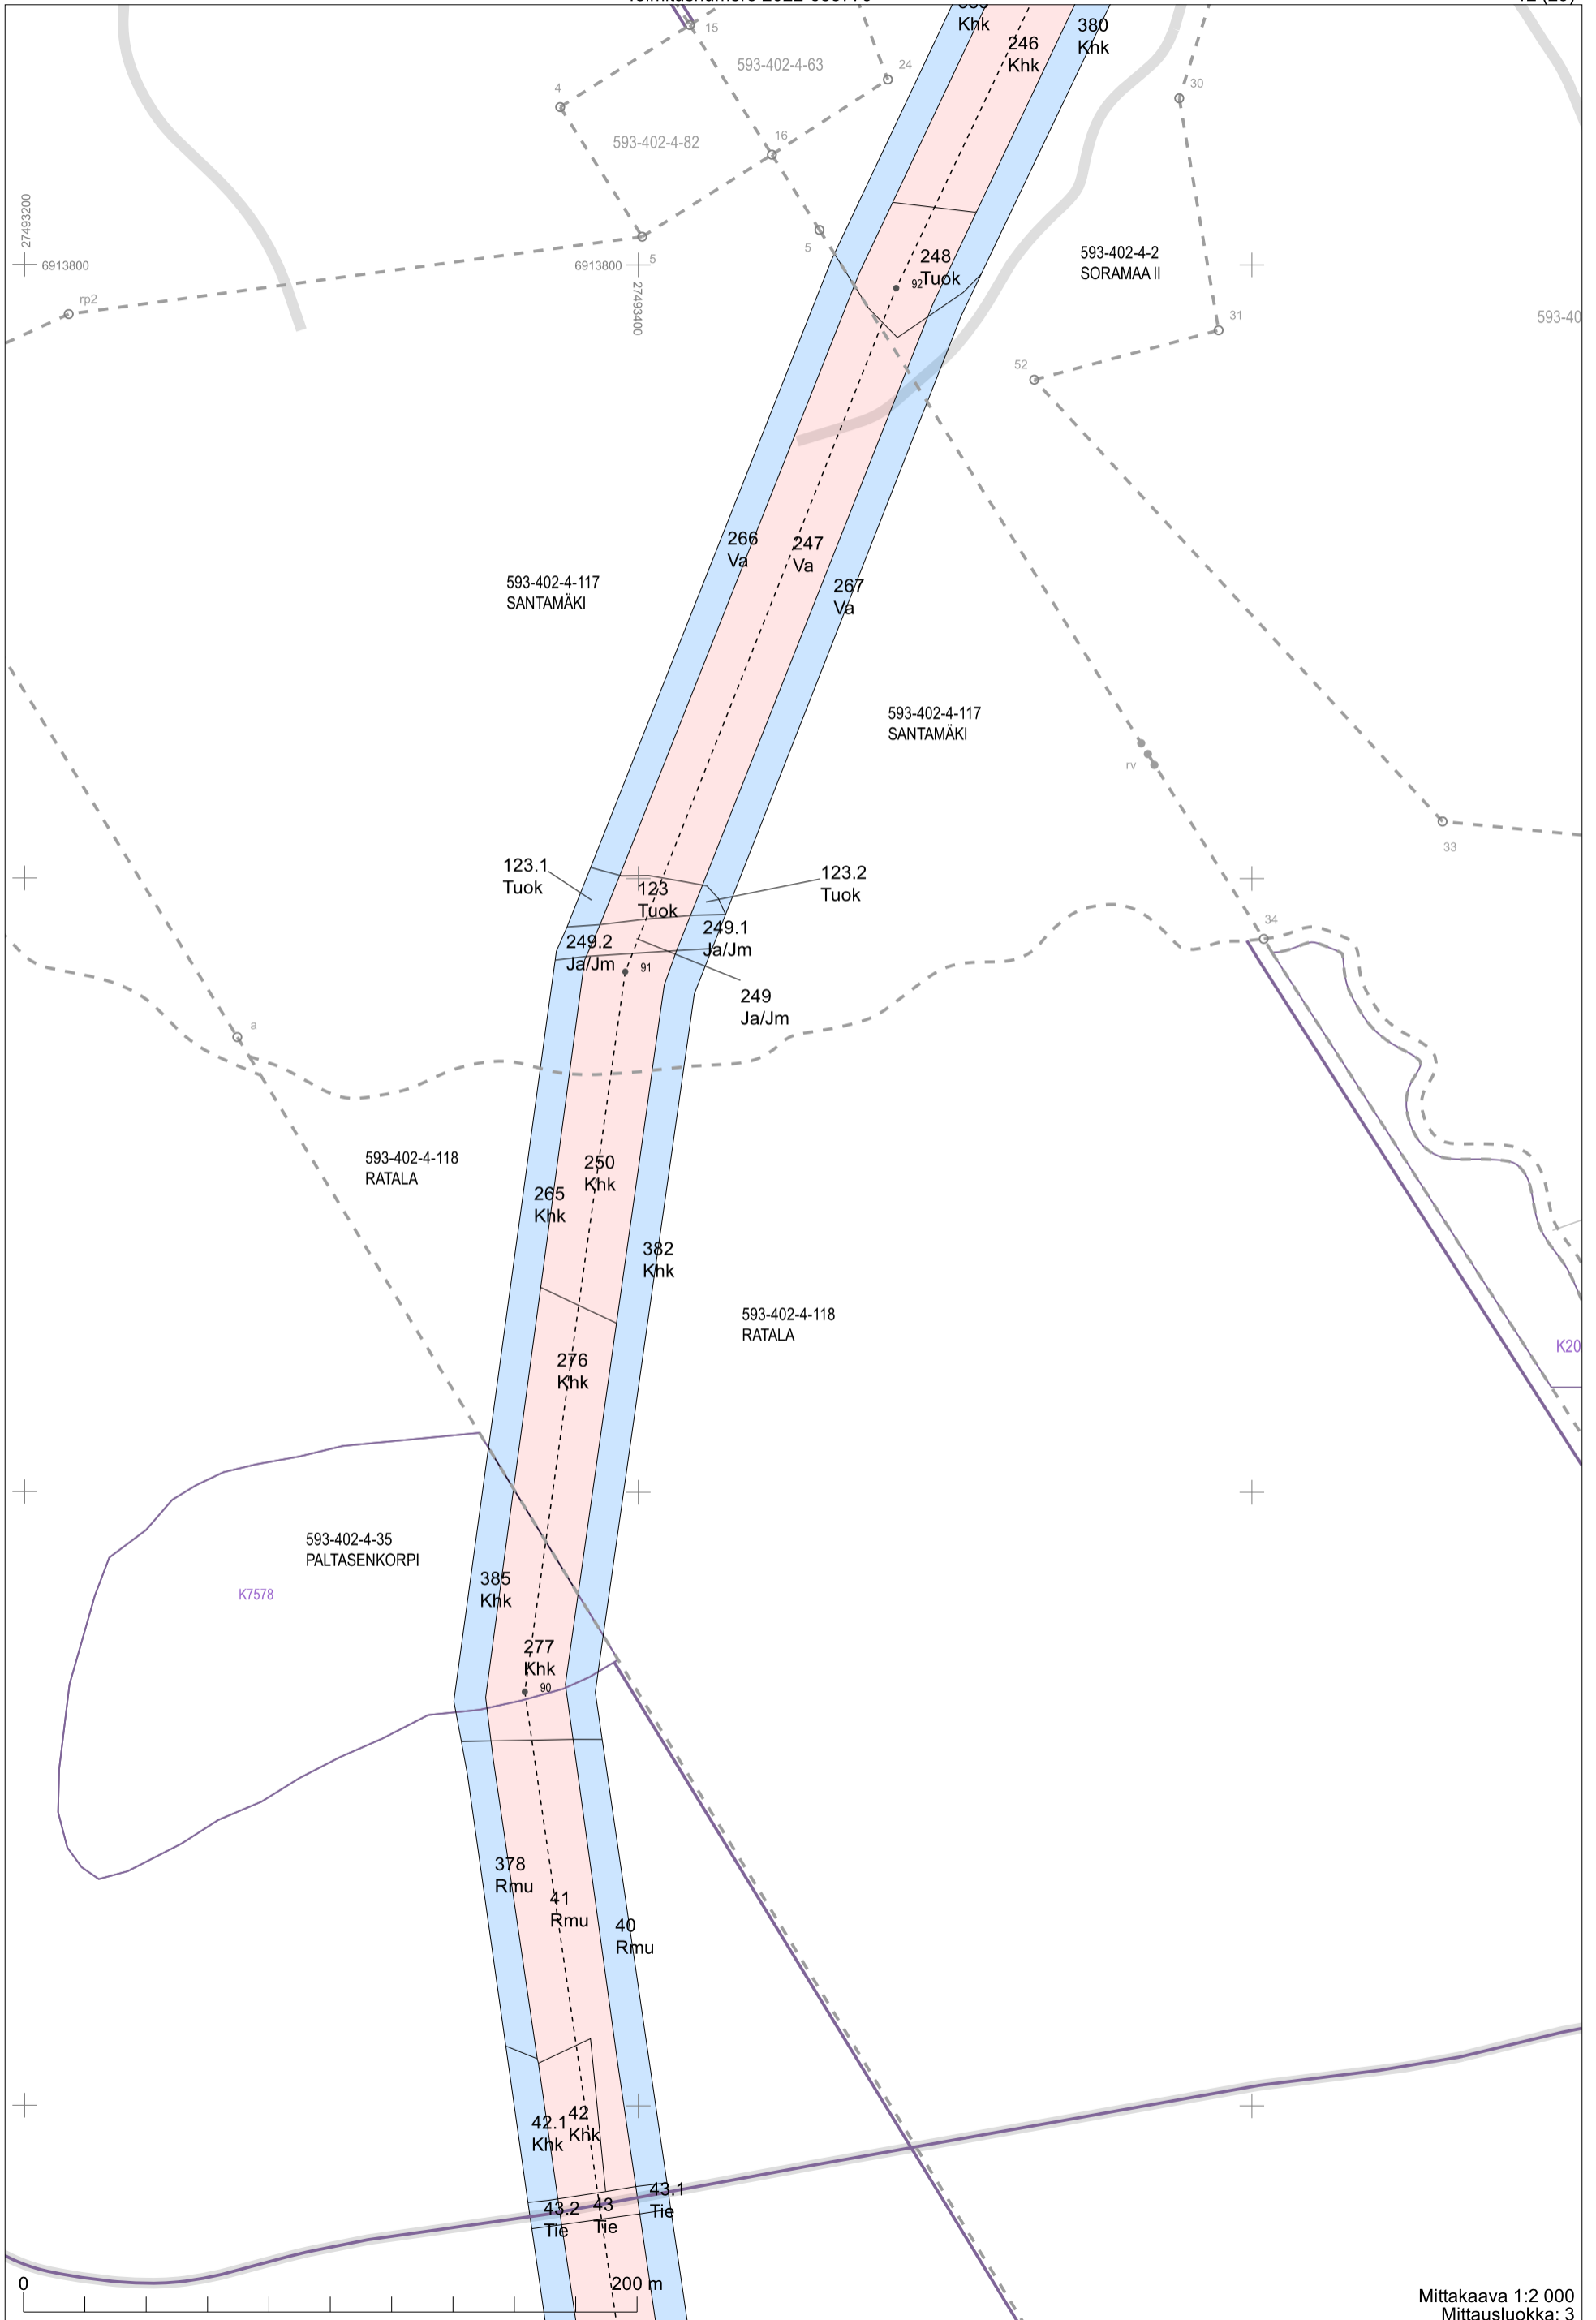 15
593-402-4-63
24
4
16
593-402-4-82
Khk
246
Khk
380
Khk
30
27493200
6913800
6913800
5
27493400
5
rp2
248
Tuok
92
593-402-4-2
SORAMAA II
31
593-40
52
266
Va
247
Va
267
Va
593-402-4-117
SANTAMÄKI
593-402-4-117
SANTAMÄKI
rv
33
123.1
Tuok
123
Tuok
123.2
Tuok
249.2
Ja/Jm
249.1
Ja/Jm
91
249
Ja/Jm
34
a
593-402-4-118
RATALA
250
Khk
265
Khk
382
Khk
593-402-4-118
RATALA
K20
276
Khk
593-402-4-35
PALTASENKORPI
K7578
385
Khk
277
Khk
90
378
Rmu
41
Rmu
40
Rmu
42.1
Khk
42
Khk
43.2
Tie
43
Tie
43.1
Tie
0
200 m
Mittakaava 1:2 000
Mittausluokka: 3